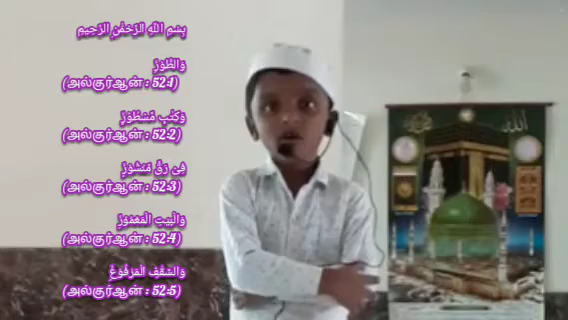 بِسْمِ اللّٰهِ الرَّحْمٰنِ الرَّحِيْمِ
وَالطُّوْرِۙ
(அல்குர்ஆன் : 52:1)
وَكِتٰبٍ مَّسْطُوْرٍۙ
(அல்குர்ஆன் : 52:2)
فِىْ رَقٍّ مَّنْشُوْرٍۙ
(அல்குர்ஆன் : 52:3)
وَالْبَيْتِ الْمَعْمُوْرِۙ
(அல்குர்ஆன் : 52:4)
وَالسَّقْفِ الْمَرْفُوْعِۙ
(அல்குர்ஆன் : 52:5)
الله